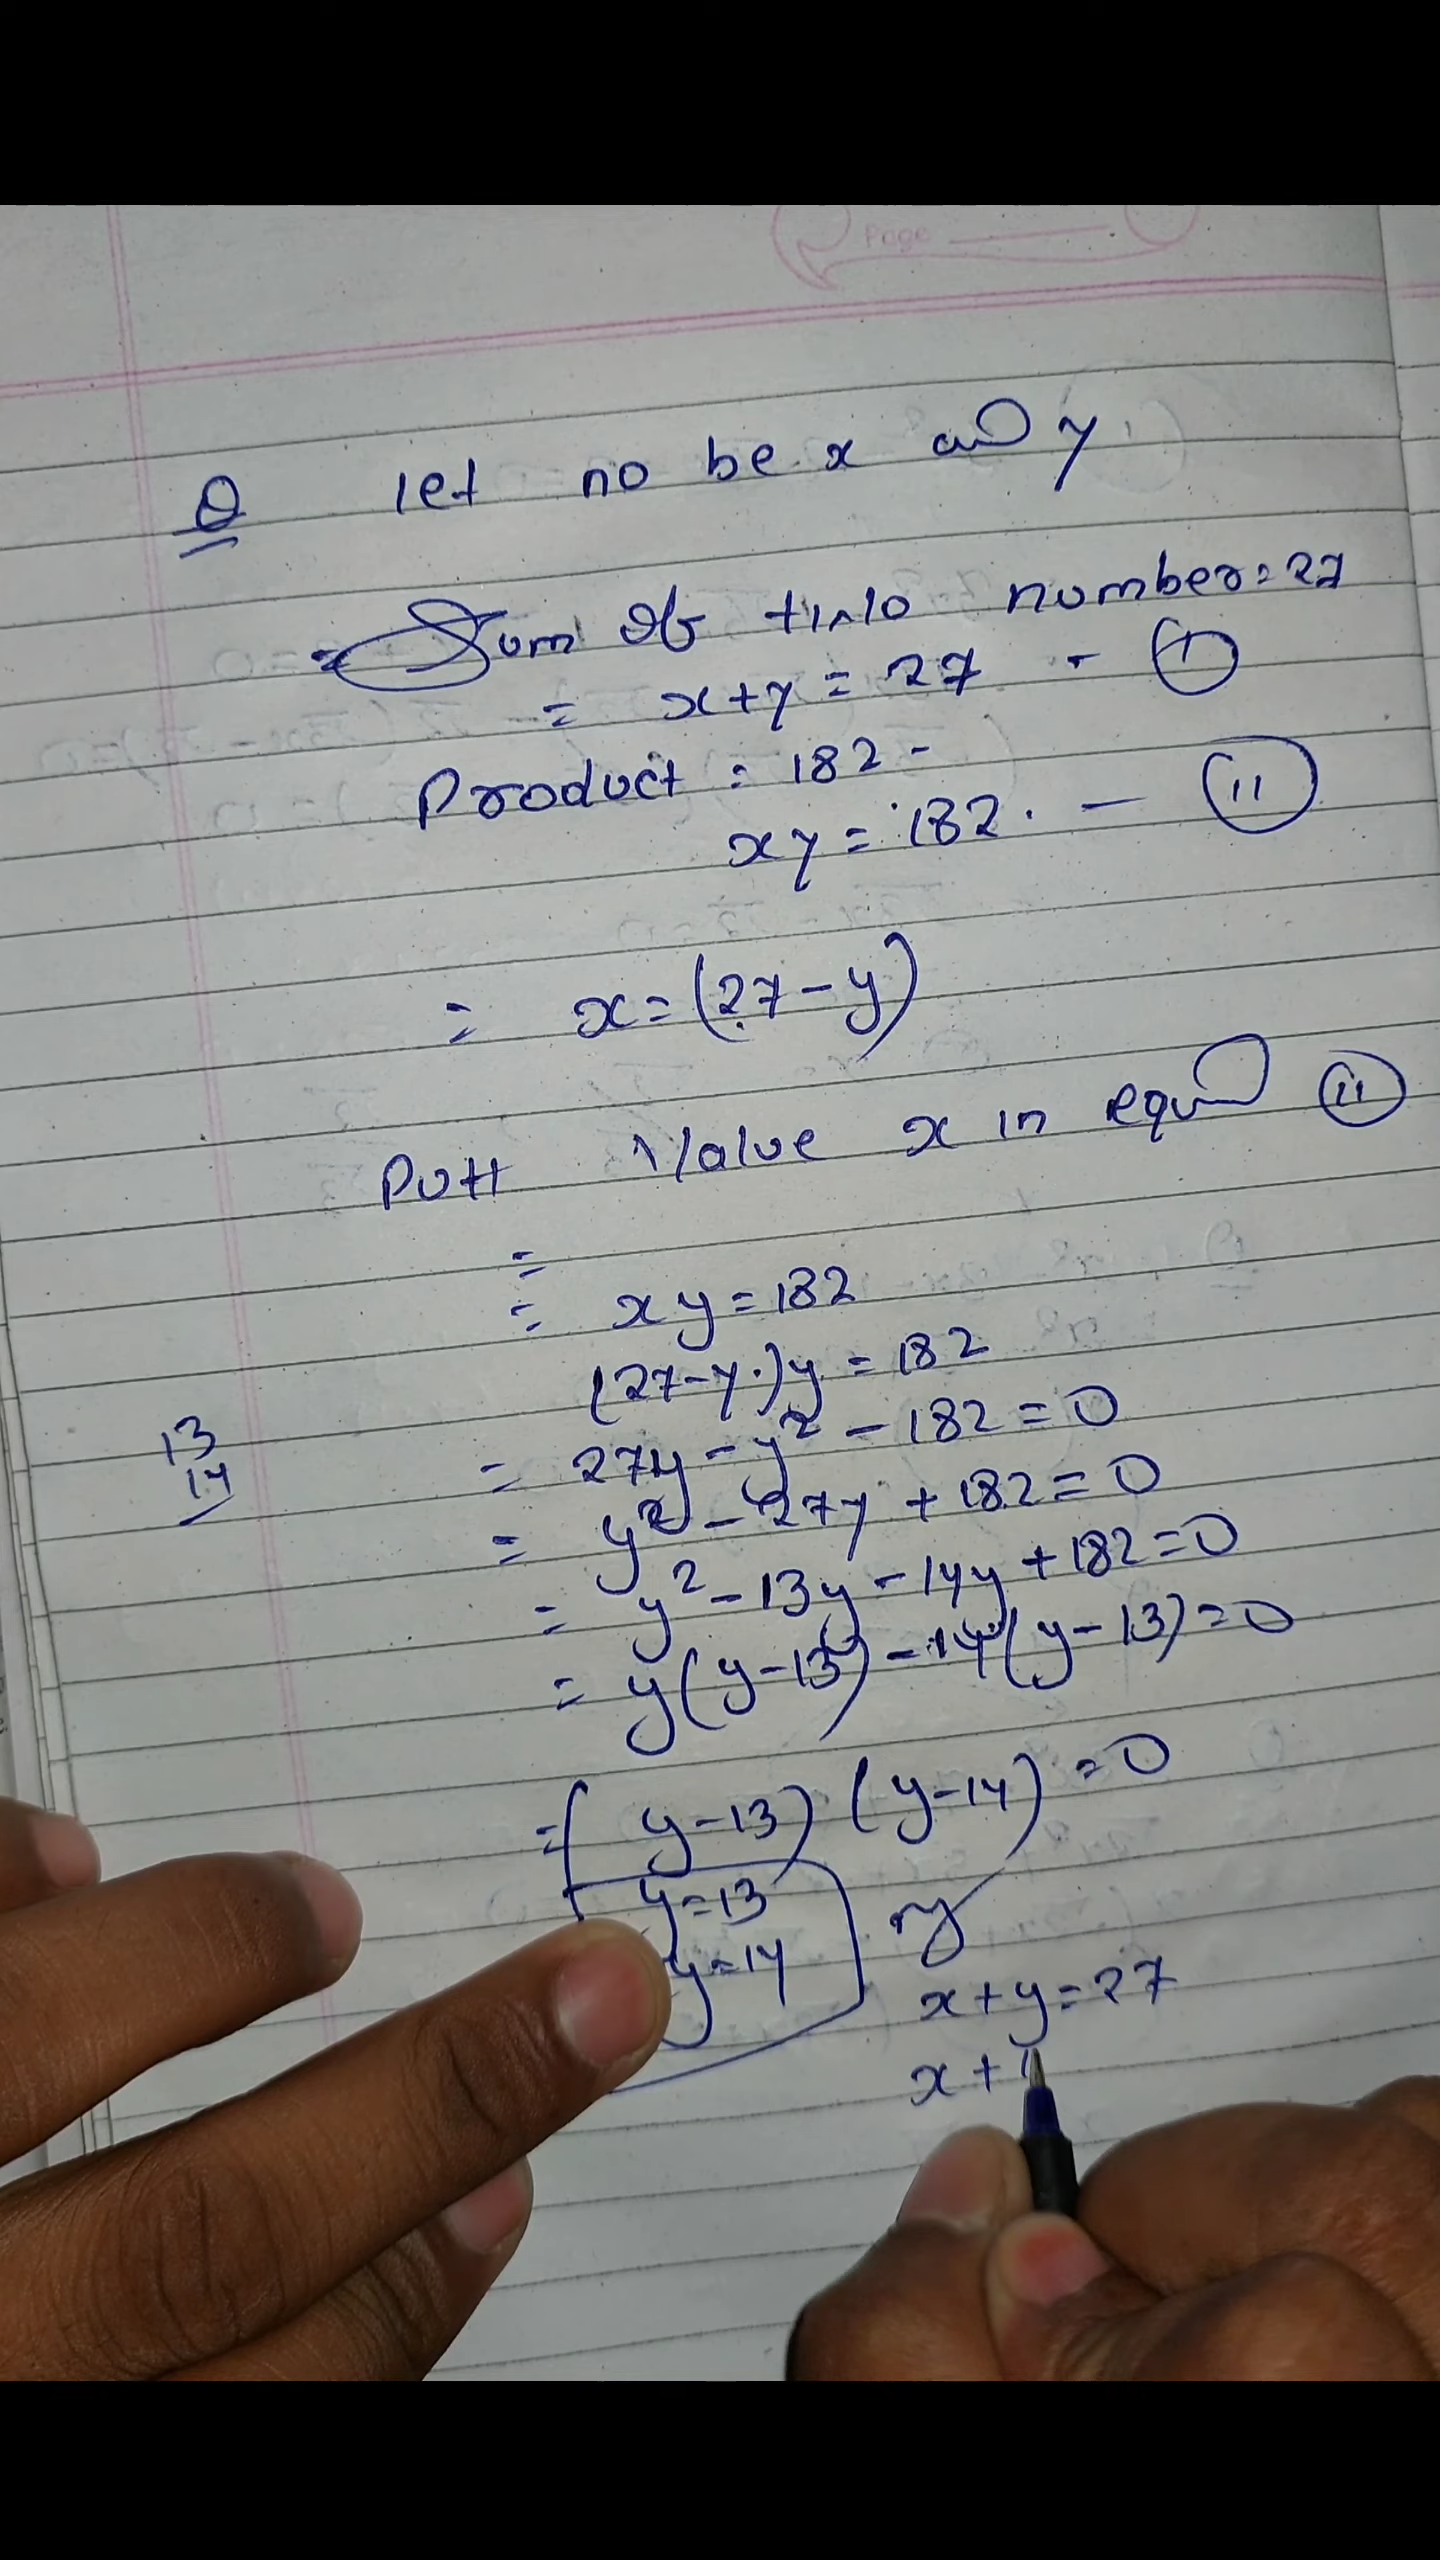 Page
Q let no be x and y.
= Sum of two number = 27
= x+y = 27 - (i)
Product = 182 -
xy = 182. - (ii)
= x = (27-y)
Putt Value x in equ (ii)
=
= xy = 182
(27-y.)y = 182
= 27y - y² - 182 = 0
13
14
= y² - 27y + 182 = 0
= y² - 13y - 14y + 182 = 0
= y(y-13) - 14(y-13) = 0
= (y-13) (y-14) = 0
y = 13
y = 14
x+y = 27
x +